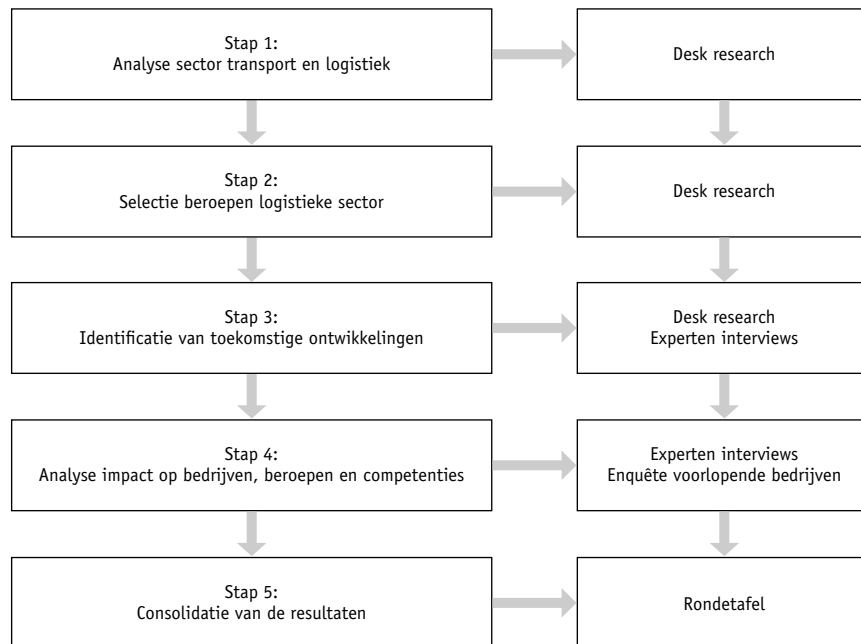 Stap 1:
Analyse sector transport en logistiek
Desk research
Stap 2:
Selectie beroepen logistieke sector
Desk research
Stap 3:
Identificatie van toekomstige ontwikkelingen
Desk research
Experten interviews
Stap 4:
Analyse impact op bedrijven, beroepen en competenties
Experten interviews
Enquête voorlopende bedrijven
Stap 5:
Consolidatie van de resultaten
Rondetafel